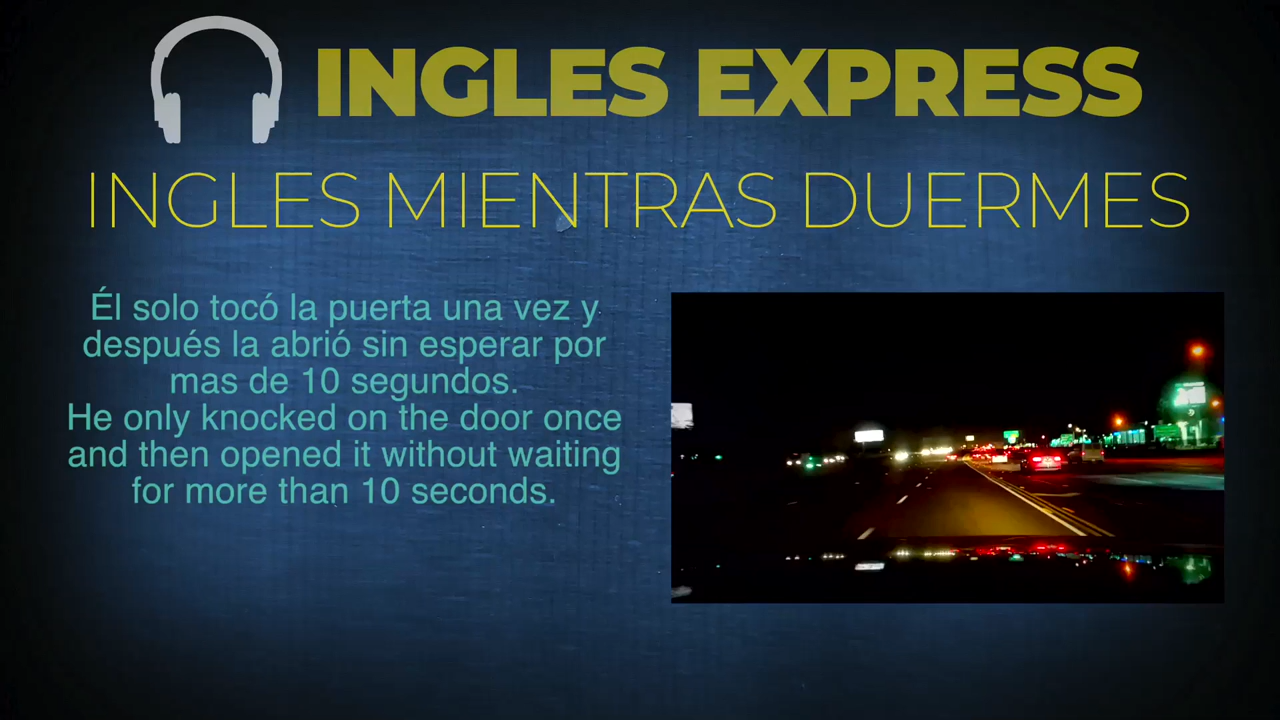 INGLES EXPRESS
INGLES MIENTRAS DUERMES
Él solo tocó la puerta una vez y
después la abrió sin esperar por
mas de 10 segundos.
He only knocked on the door once
and then opened it without waiting
for more than 10 seconds.